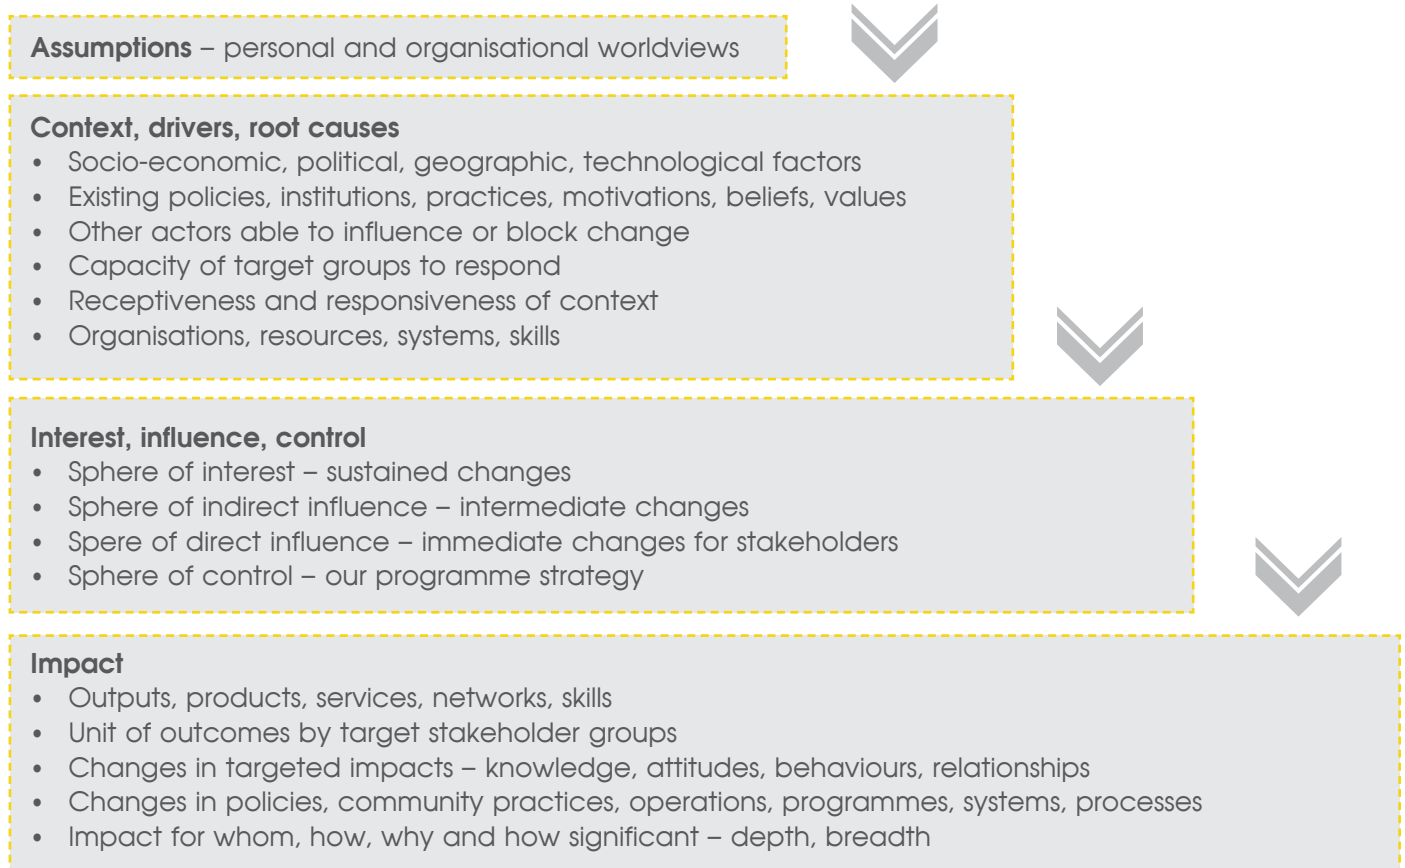 Assumptions – personal and organisational worldviews
Context, drivers, root causes
• Socio-economic, political, geographic, technological factors
• Existing policies, institutions, practices, motivations, beliefs, values
• Other actors able to influence or block change
• Capacity of target groups to respond
• Receptiveness and responsiveness of context
• Organisations, resources, systems, skills
Interest, influence, control
• Sphere of interest – sustained changes
• Sphere of indirect influence – intermediate changes
• Spere of direct influence – immediate changes for stakeholders
• Sphere of control – our programme strategy
Impact
• Outputs, products, services, networks, skills
• Unit of outcomes by target stakeholder groups
• Changes in targeted impacts – knowledge, attitudes, behaviours, relationships
• Changes in policies, community practices, operations, programmes, systems, processes
• Impact for whom, how, why and how significant – depth, breadth